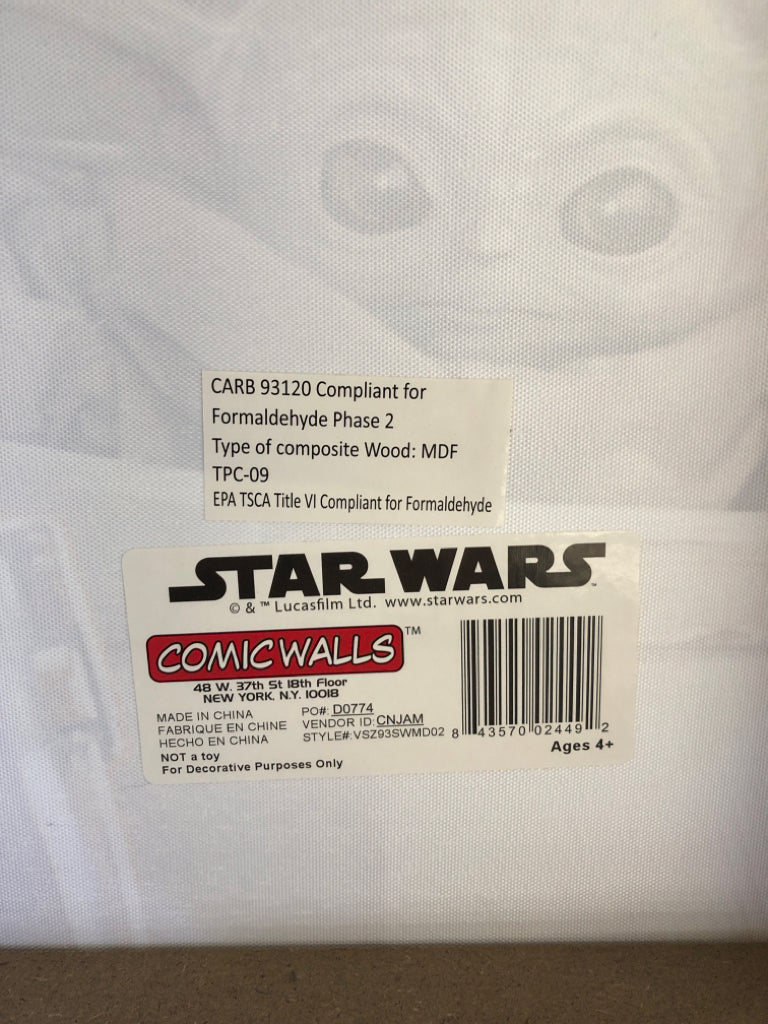 CARB 93120 Compliant for
Formaldehyde Phase 2
Type of composite Wood: MDF
TPC-09
EPA TSCA Title VI Compliant for Formaldehyde
STAR WARS™
© & ™ Lucasfilm Ltd. www.starwars.com
COMIC WALLS™
48 W. 37th St 18th Floor
NEW YORK, N.Y. 10018
MADE IN CHINA
FABRIQUE EN CHINE
HECHO EN CHINA
NOT a toy
For Decorative Purposes Only
PO#: D0774
VENDOR ID: CNJAM
STYLE#: VSZ93SWMD02
8 43570 02449 2
Ages 4+